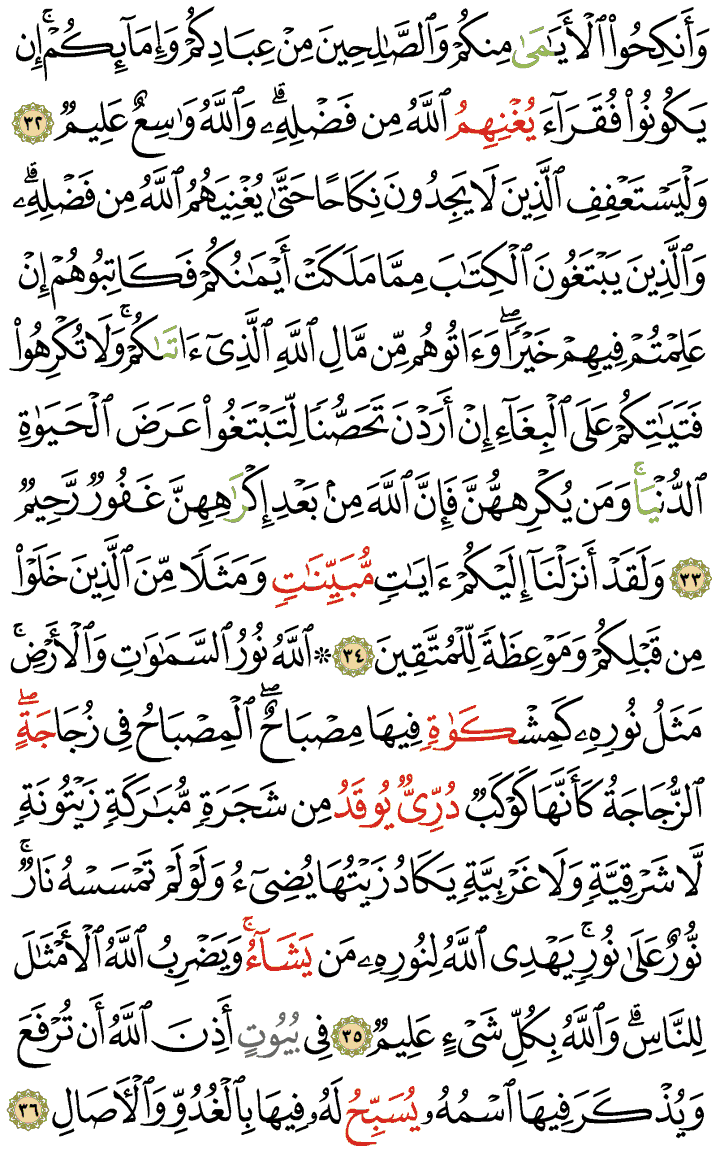 وَأَنكِحُوا۟ ٱلْأَيَـٰمَىٰ مِنكُمْ وَٱلصَّـٰلِحِينَ مِنْ عِبَادِكُمْ وَإِمَآئِكُمْ ۚ إِن
يَكُونُوا۟ فُقَرَآءَ يُغْنِهِمُ ٱللَّهُ مِن فَضْلِهِۦ ۗ وَٱللَّهُ وَٰسِعٌ عَلِيمٌ ٣٢
وَلْيَسْتَعْفِفِ ٱلَّذِينَ لَا يَجِدُونَ نِكَاحًا حَتَّىٰ يُغْنِيَهُمُ ٱللَّهُ مِن فَضْلِهِۦ ۗ
وَٱلَّذِينَ يَبْتَغُونَ ٱلْكِتَـٰبَ مِمَّا مَلَكَتْ أَيْمَـٰنُكُمْ فَكَاتِبُوهُمْ إِنْ
عَلِمْتُمْ فِيهِمْ خَيْرًا ۖ وَءَاتُوهُم مِّن مَّالِ ٱللَّهِ ٱلَّذِىٓ ءَاتَىٰكُمْ ۚ وَلَا تُكْرِهُوا۟
فَتَيَـٰتِكُمْ عَلَى ٱلْبِغَآءِ إِنْ أَرَدْنَ تَحَصُّنًا لِّتَبْتَغُوا۟ عَرَضَ ٱلْحَيَوٰةِ
ٱلدُّنْيَا ۚ وَمَن يُكْرِههُّنَّ فَإِنَّ ٱللَّهَ مِنۢ بَعْدِ إِكْرَٰهِهِنَّ غَفُورٌ رَّحِيمٌ
٣٣ وَلَقَدْ أَنزَلْنَآ إِلَيْكُمْ ءَايَـٰتٍ مُّبَيِّنَـٰتٍ وَمَثَلًا مِّنَ ٱلَّذِينَ خَلَوْا۟
مِن قَبْلِكُمْ وَمَوْعِظَةً لِّلْمُتَّقِينَ ٣٤ ۞ ٱللَّهُ نُورُ ٱلسَّمَـٰوَٰتِ وَٱلْأَرْضِ ۚ
مَثَلُ نُورِهِۦ كَمِشْكَوٰةٍ فِيهَا مِصْبَاحٌ ۖ ٱلْمِصْبَاحُ فِى زُجَاجَةٍ ۖ
ٱلزُّجَاجَةُ كَأَنَّهَا كَوْكَبٌ دُرِّىٌّ يُوقَدُ مِن شَجَرَةٍ مُّبَـٰرَكَةٍ زَيْتُونَةٍ
لَّا شَرْقِيَّةٍ وَلَا غَرْبِيَّةٍ يَكَادُ زَيْتُهَا يُضِىٓءُ وَلَوْ لَمْ تَمْسَسْهُ نَارٌ ۚ
نُّورٌ عَلَىٰ نُورٍ ۗ يَهْدِى ٱللَّهُ لِنُورِهِۦ مَن يَشَآءُ ۚ وَيَضْرِبُ ٱللَّهُ ٱلْأَمْثَـٰلَ
لِلنَّاسِ ۗ وَٱللَّهُ بِكُلِّ شَىْءٍ عَلِيمٌ ٣٥ فِى بُيُوتٍ أَذِنَ ٱللَّهُ أَن تُرْفَعَ
وَيُذْكَرَ فِيهَا ٱسْمُهُۥ يُسَبِّحُ لَهُۥ فِيهَا بِٱلْغُدُوِّ وَٱلْـَٔاصَالِ ٣٦